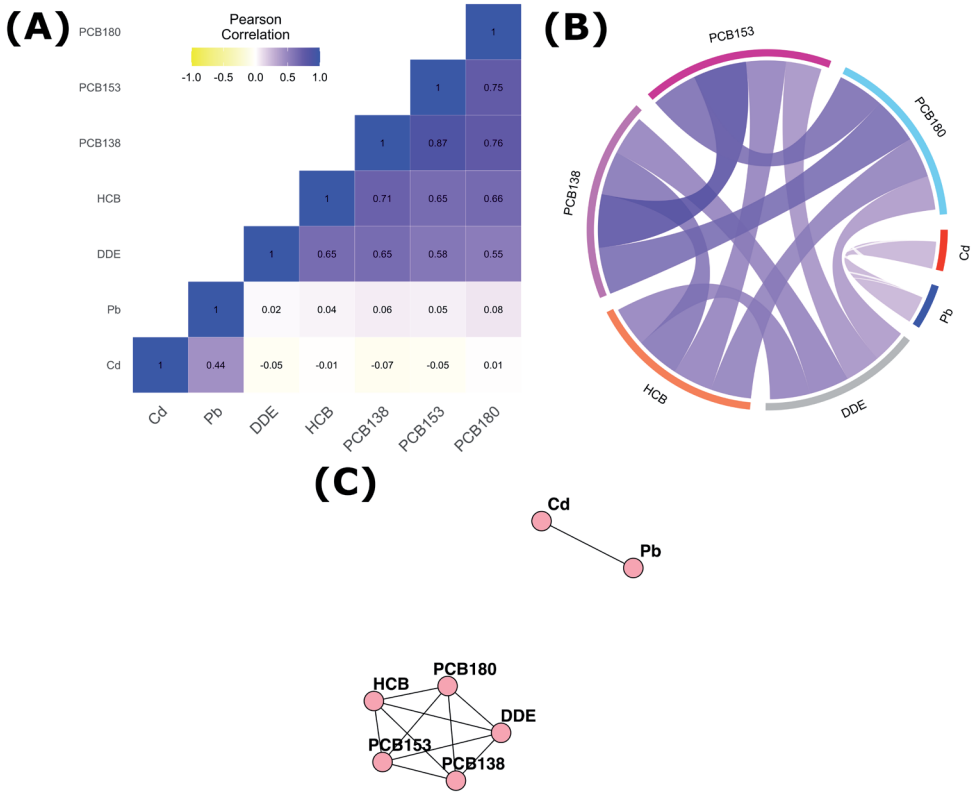 (A)
Pearson
Correlation
-1.0 -0.5 0.0 0.5 1.0
PCB180 1
PCB153 1 0.75
PCB138 1 0.87 0.76
HCB 1 0.71 0.65 0.66
DDE 1 0.65 0.65 0.58 0.55
Pb 1 0.02 0.04 0.06 0.05 0.08
Cd 1 0.44 -0.05 -0.01 -0.07 -0.05 0.01
Cd Pb DDE HCB PCB138 PCB153 PCB180
(B)
PCB153
PCB180
PCB138
Cd
Pb
HCB
DDE
(C)
Cd
Pb
PCB180
HCB
DDE
PCB153
PCB138